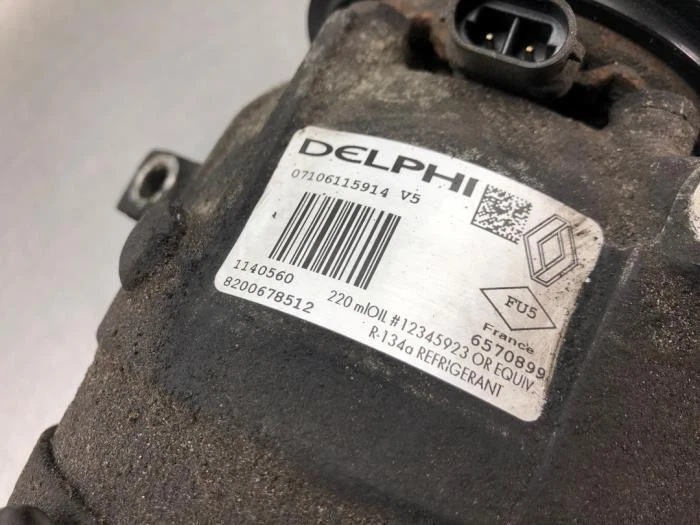 DELPHI
07106115914 V5
1140560
8200678512
FU5
France
6570899
220 mlOIL #12345923 OR EQUIV
R-134a REFRIGERANT